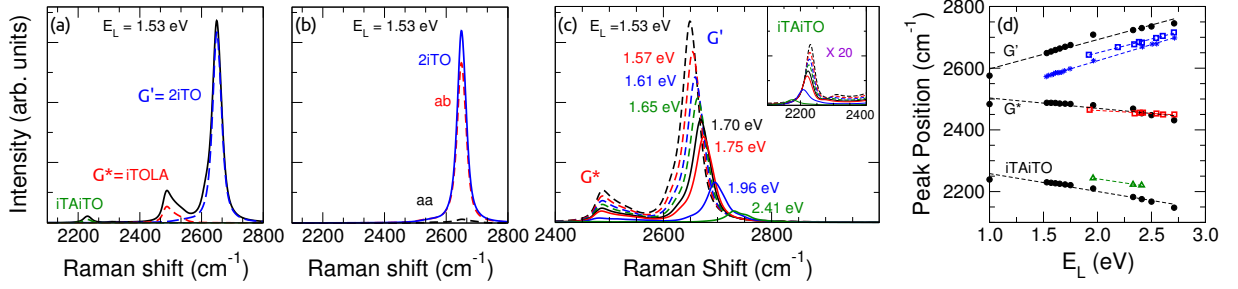 (a)
E_L = 1.53 eV
G'= 2iTO
G*= iTOLA
iTAiTO
Intensity (arb. units)
2200 2400 2600 2800
Raman shift (cm⁻¹)
(b)
E_L = 1.53 eV
2iTO
ab
aa
2200 2400 2600 2800
Raman shift (cm⁻¹)
(c)
E_L =1.53 eV
1.57 eV
1.61 eV
1.65 eV
G'
1.70 eV
1.75 eV
1.96 eV
2.41 eV
G*
iTAiTO
X 20
2200 2400
2400 2600 2800
Raman Shift (cm⁻¹)
(d)
Peak Position (cm⁻¹)
2800
2600
2400
2200
G'
G*
iTAiTO
1.0 1.5 2.0 2.5 3.0
E_L (eV)